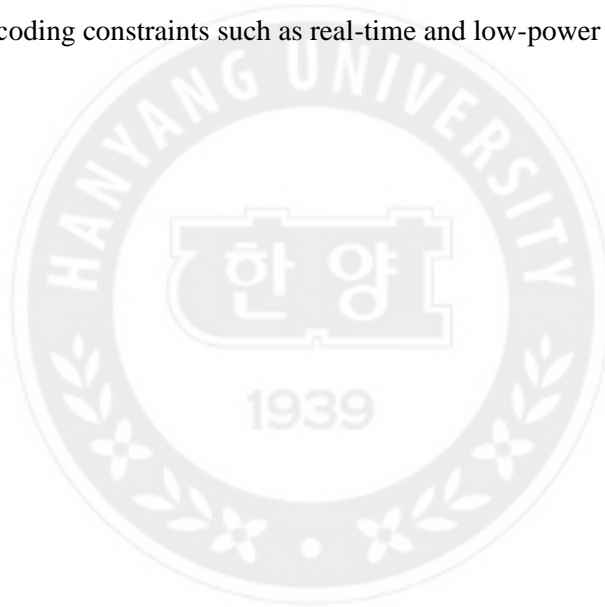 coding constraints such as real-time and low-power
HANYANG UNIVERSITY
한양
1939